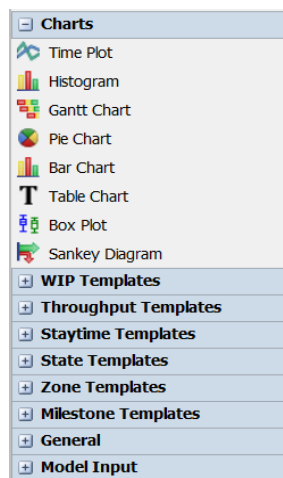 Charts
Time Plot
Histogram
Gantt Chart
Pie Chart
Bar Chart
T Table Chart
Box Plot
Sankey Diagram
WIP Templates
Throughput Templates
Staytime Templates
State Templates
Zone Templates
Milestone Templates
General
Model Input